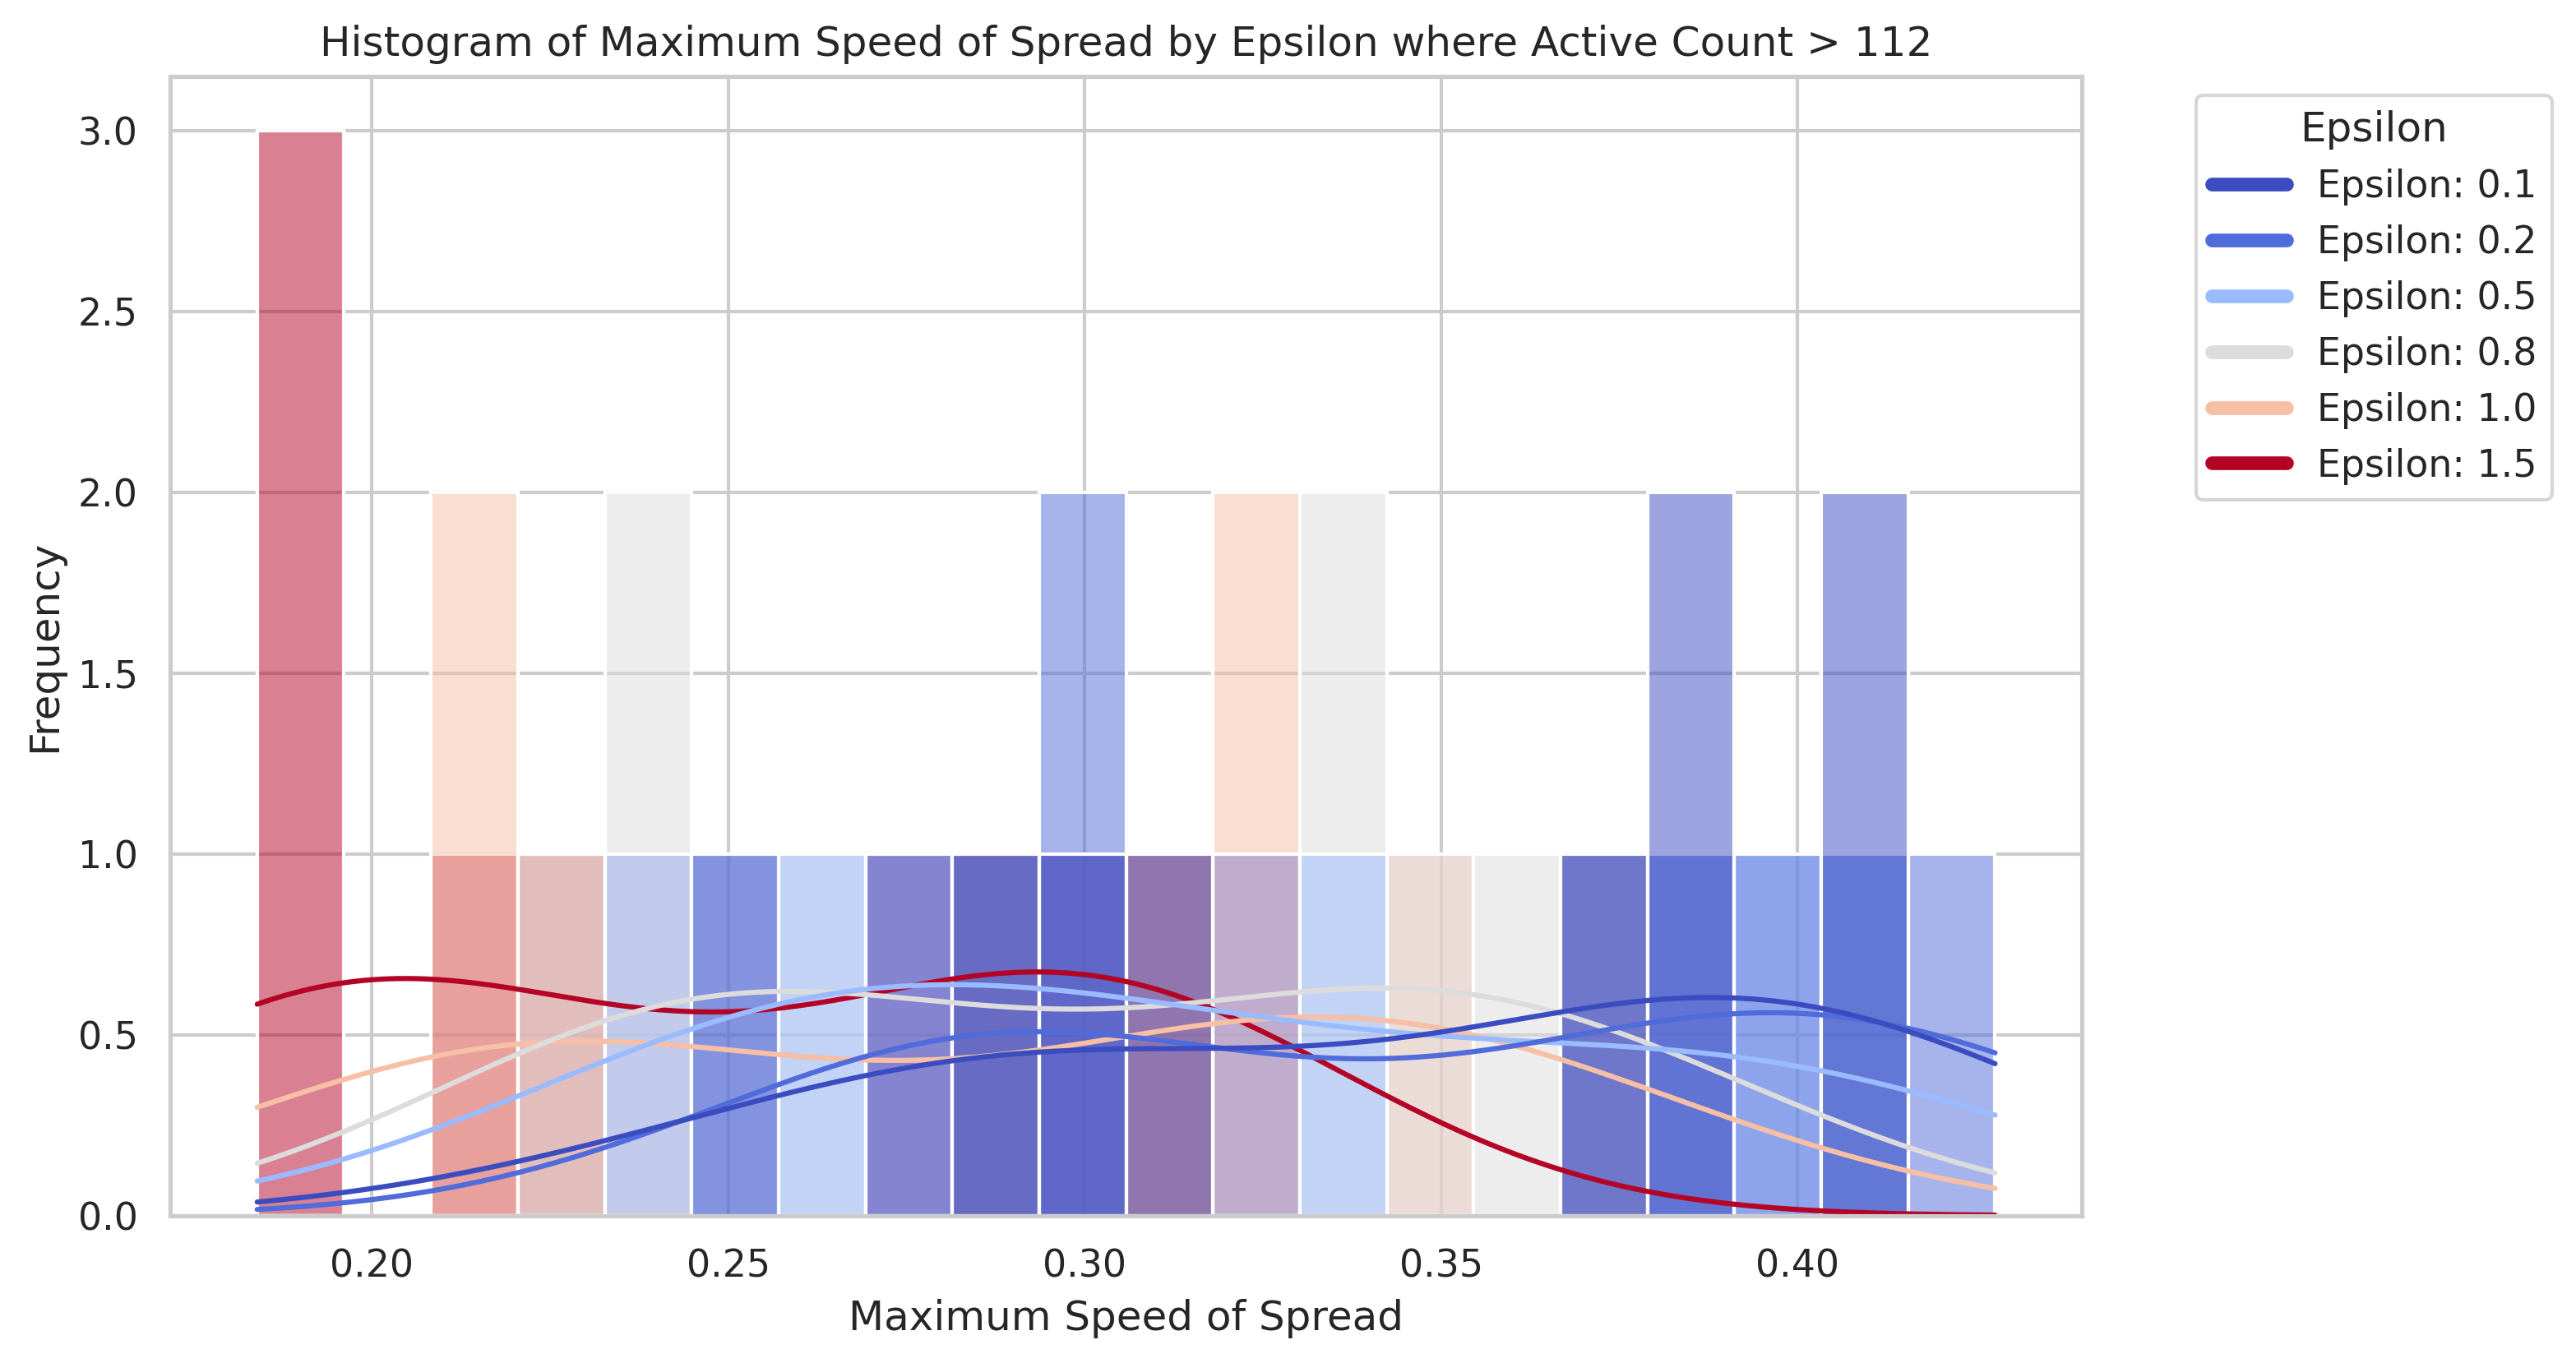 Histogram of Maximum Speed of Spread by Epsilon where Active Count > 112
3.0
2.5
2.0
1.5
1.0
0.5
0.0
Frequency
0.20
0.25
0.30
0.35
0.40
Maximum Speed of Spread
Epsilon
Epsilon: 0.1
Epsilon: 0.2
Epsilon: 0.5
Epsilon: 0.8
Epsilon: 1.0
Epsilon: 1.5